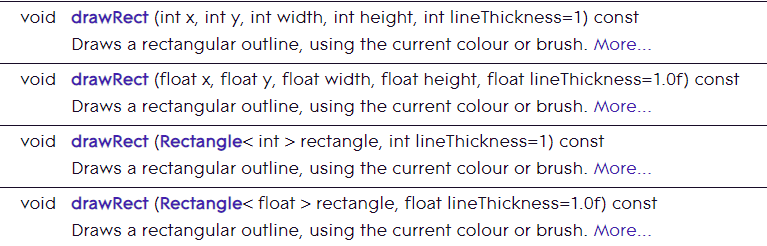 void drawRect (int x, int y, int width, int height, int lineThickness=1) const
Draws a rectangular outline, using the current colour or brush. More...
void drawRect (float x, float y, float width, float height, float lineThickness=1.0f) const
Draws a rectangular outline, using the current colour or brush. More...
void drawRect (Rectangle< int > rectangle, int lineThickness=1) const
Draws a rectangular outline, using the current colour or brush. More...
void drawRect (Rectangle< float > rectangle, float lineThickness=1.0f) const
Draws a rectangular outline, using the current colour or brush. More...